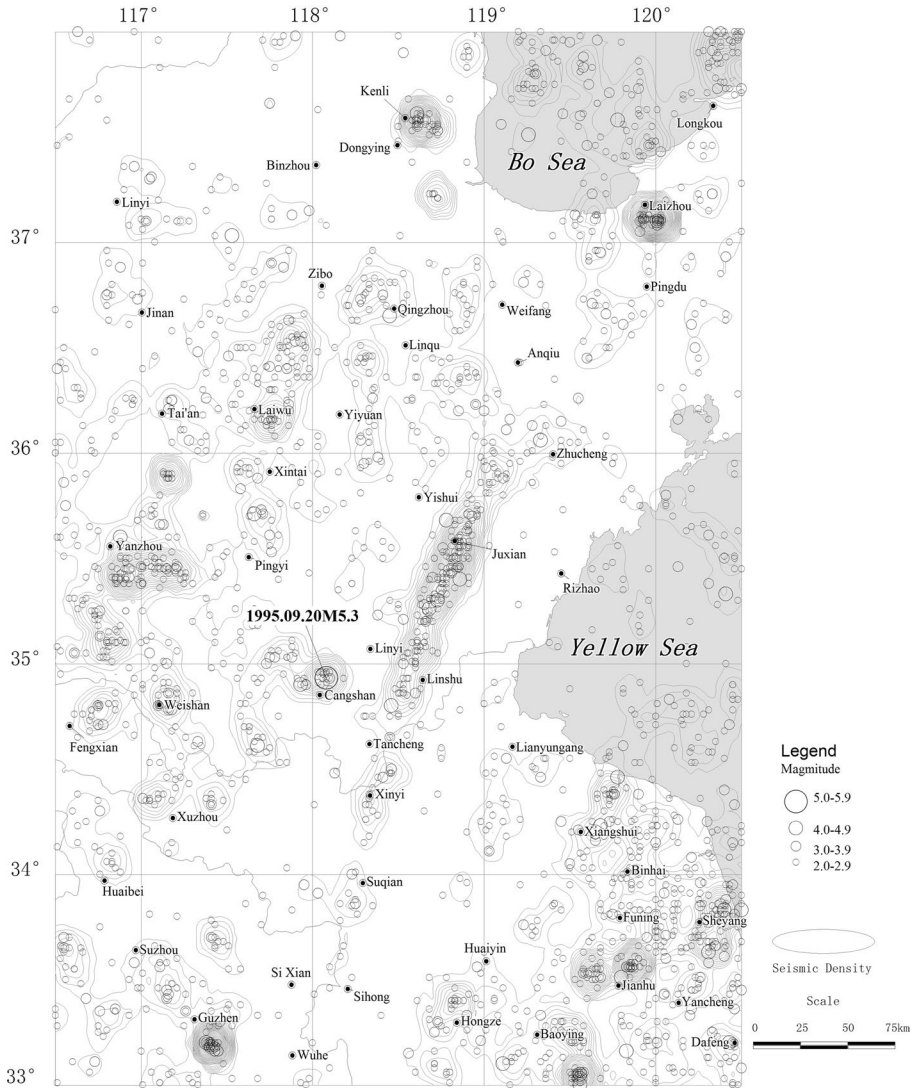 117° 118° 119° 120°
Kenli
Longkou
Dongying
Bo Sea
Binzhou
Linyi
Laizhou
37°
Zibo
Pingdu
Qingzhou
Weifang
Jinan
Linqu
Anqiu
Laiwu
Tai'an
Yiyuan
36°
Zhucheng
Xintai
Yishui
Yanzhou
Juxian
Pingyi
Rizhao
1995.09.20M5.3
Linyi
Yellow Sea
35°
Linshu
Cangshan
Weishan
Fengxian
Tancheng
Lianyungang
Xinyi
Xuzhou
Xiangshui
34°
Binhai
Huaibei
Suqian
Funing
Sheyang
Suzhou
Huaiyin
Si Xian
Sihong
Jianhu
Yancheng
Guzhen
Hongze
Baoying
Dafeng
Wuhe
33°
Legend
Magnitude
5.0-5.9
4.0-4.9
3.0-3.9
2.0-2.9
Seismic Density
Scale
0 25 50 75km